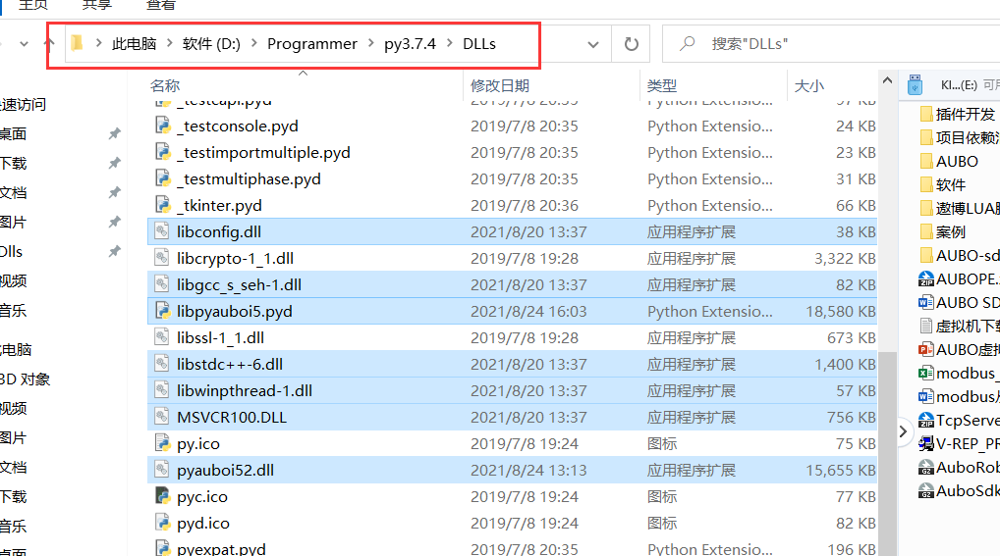 主页 共享 查看
此电脑 软件 (D:) Programmer py3.7.4 DLLs
搜索"DLLs"
名称 修改日期 类型 大小
_testcapi.pyd 2019/7/8 20:35 Python Extensio... 97 KB
_testconsole.pyd 2019/7/8 20:35 Python Extensio... 24 KB
_testimportmultiple.pyd 2019/7/8 20:35 Python Extensio... 23 KB
_testmultiphase.pyd 2019/7/8 20:35 Python Extensio... 31 KB
_tkinter.pyd 2019/7/8 20:36 Python Extensio... 66 KB
libconfig.dll 2021/8/20 13:37 应用程序扩展 38 KB
libcrypto-1_1.dll 2019/7/8 19:28 应用程序扩展 3,322 KB
libgcc_s_seh-1.dll 2021/8/20 13:37 应用程序扩展 82 KB
libpyauboi5.pyd 2021/8/24 16:03 Python Extensio... 18,580 KB
libssl-1_1.dll 2019/7/8 19:28 应用程序扩展 673 KB
libstdc++-6.dll 2021/8/20 13:37 应用程序扩展 1,400 KB
libwinpthread-1.dll 2021/8/20 13:37 应用程序扩展 57 KB
MSVCR100.DLL 2021/8/20 13:37 应用程序扩展 756 KB
py.ico 2019/7/8 19:24 图标 75 KB
pyauboi52.dll 2021/8/24 13:13 应用程序扩展 15,655 KB
pyc.ico 2019/7/8 19:24 图标 77 KB
pyd.ico 2019/7/8 19:24 图标 82 KB
pyexpat.pyd 2019/7/8 20:35 Python Extensio... 196 KB
速访问
桌面
下载
文档
图片
Dlls
视频
音乐
电脑
3D 对象
视频
图片
文档
下载
音乐
桌面
KI...(E:) 可用
插件开发
项目依赖
AUBO
软件
遨博LUA
案例
AUBO-sd
AUBOPE.
AUBO SD
虚拟机下
AUBO虚
modbus_
modbus
TcpServe
V-REP_PR
AuboRob
AuboSdk